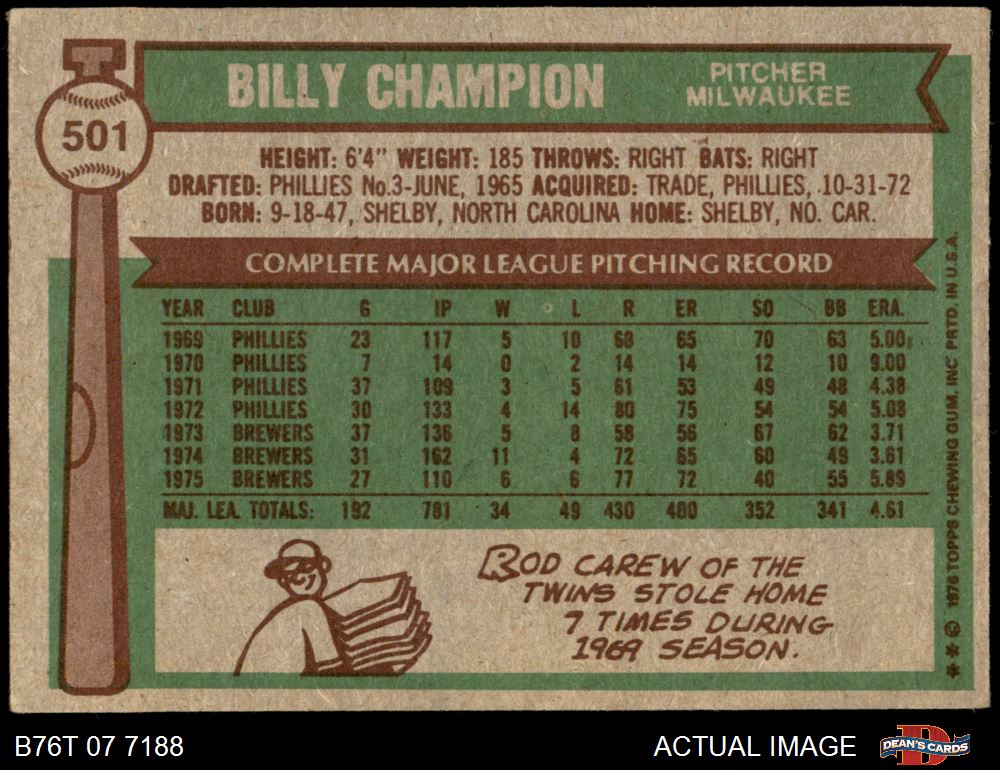 501
BILLY CHAMPION
PITCHER
MILWAUKEE
HEIGHT: 6'4" WEIGHT: 185 THROWS: RIGHT BATS: RIGHT
DRAFTED: PHILLIES No.3-JUNE, 1965 ACQUIRED: TRADE, PHILLIES, 10-31-72
BORN: 9-18-47, SHELBY, NORTH CAROLINA HOME: SHELBY, NO. CAR.
COMPLETE MAJOR LEAGUE PITCHING RECORD
YEAR CLUB G IP W L R ER SO BB ERA.
1969 PHILLIES 23 117 5 10 68 65 70 63 5.00
1970 PHILLIES 7 14 0 2 14 14 12 10 9.00
1971 PHILLIES 37 109 3 5 61 53 49 48 4.38
1972 PHILLIES 30 133 4 14 80 75 54 54 5.08
1973 BREWERS 37 136 5 8 58 56 67 62 3.71
1974 BREWERS 31 162 11 4 72 65 60 49 3.61
1975 BREWERS 27 110 6 6 77 72 40 55 5.89
MAJ. LEA. TOTALS: 192 781 34 49 430 400 352 341 4.61
ROD CAREW OF THE
TWINS STOLE HOME
7 TIMES DURING
1969 SEASON.
** © 1976 TOPPS CHEWING GUM, INC PRTD. IN U.S.A.
B76T 07 7188
ACTUAL IMAGE
D
DEAN'S CARDS